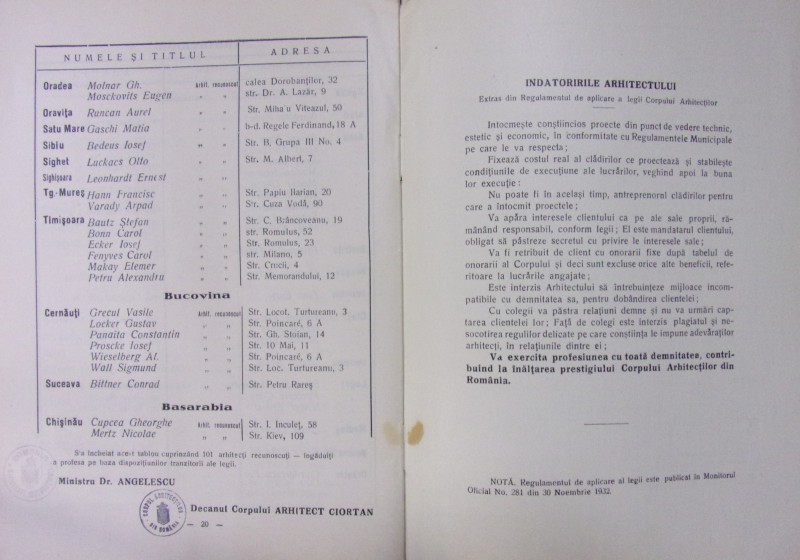 NUMELE ȘI TITLUL ADRESA
Oradea Molnar Gh. Arhit. recunoscut calea Dorobanților, 32
Mosckovits Eugen „ „ str. Dr. A. Lazăr, 9
Oravița Runcan Aurel „ „ Str. Mihau Viteazul, 50
Satu Mare Gaschi Matia „ „ b-d. Regele Ferdinand, 18 A
Sibiu Bedeus Iosef „ „ Str. B. Grupa III No. 4
Sighet Luckacs Otto „ „ Str. M. Albert, 7
Sighișoara Leonhardt Ernest „ „
Tg.-Mureș Hann Francisc „ „ Str. Papiu Ilarian, 20
Varady Arpad „ „ Str. Cuza Vodă, 90
Timișoara Bautz Ștefan „ „ Str. C. Brâncoveanu, 19
Bonn Carol „ „ str. Romulus, 52
Ecker Iosef „ „ Str. Romulus, 23
Fenyves Carol „ „ str. Milano, 5
Makay Elemer „ „ Str. Crucii, 4
Petru Alexandru „ „ Str. Memorandului, 12
Bucovina
Cernăuți Grecul Vasile Arhit. recunoscut Str. Locot. Turtureanu, 3
Locker Gustav „ „ Str. Poincaré, 6 A
Panaita Constantin „ „ Str. Gh. Stoian, 14
Proscke Iosef „ „ Str. 10 Mai, 11
Wieselberg Al. „ „ Str. Poincaré, 6 A
Wall Sigmund „ „ Str. Loc. Turtureanu, 3
Suceava Bittner Conrad „ „ Str. Petru Rareș
Basarabia
Chișinău Cupcea Gheorghe Arhit. recunoscut Str. I. Inculeț, 58
Mertz Nicolae „ „ Str. Kiev, 109
S'a încheiat acest tablou cuprinzând 101 arhitecți recunoscuți — îngăduiți
a profesa pe baza dispozițiunilor tranzitorii ale legii.
Ministru Dr. ANGELESCU
CORPUL ARHITECȚILOR
DIN ROMÂNIA
Decanul Corpului ARHITECT CIORTAN
— 20 —
INDATORIRILE ARHITECTULUI
Extras din Regulamentul de aplicare a legii Corpului Arhitecților
Intocmește conștiincios proecte din punct de vedere technic,
estetic și economic, în conformitate cu Regulamentele Municipale
pe care le va respecta;
Fixează costul real al clădirilor ce proectează și stabilește
condițiunile de execuțiune ale lucrărilor, veghind apoi la buna
lor execuție :
Nu poate fi în același timp, antreprenorul clădirilor pentru
care a întocmit proectele;
Va apăra interesele clientului ca pe ale sale proprii, ră-
mânând responsabil, conform legii; El este mandatarul clientului,
obligat să păstreze secretul cu privire le interesele sale;
Va fi retribuit de client cu onorarii fixe după tabelul de
onorarii al Corpului și deci sunt excluse orice alte beneficii, refe-
ritoare la lucrările angajate;
Este interzis Arhitectului să întrebuințeze mijloace incom-
patibile cu demnitatea sa, pentru dobândirea clientelei;
Cu colegii va păstra relațiuni demne și nu va urmări cap-
tarea clientelei lor; Față de colegi este interzis plagiatul și ne-
socotirea regulilor delicate pe care conștiința le impune adevăraților
arhitecți, în relațiunile dintre ei;
Va exercita profesiunea cu toată demnitatea, contri-
buind la înălțarea prestigiului Corpului Arhitecților din
România.
NOTĂ. Regulamentul de aplicare al legii este publicat în Monitorul
Oficial No. 281 din 30 Noembrie 1932.